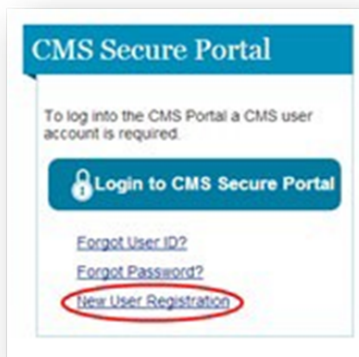 CMS Secure Portal
To log into the CMS Portal a CMS user
account is required.
Login to CMS Secure Portal
Forgot User ID?
Forgot Password?
New User Registration